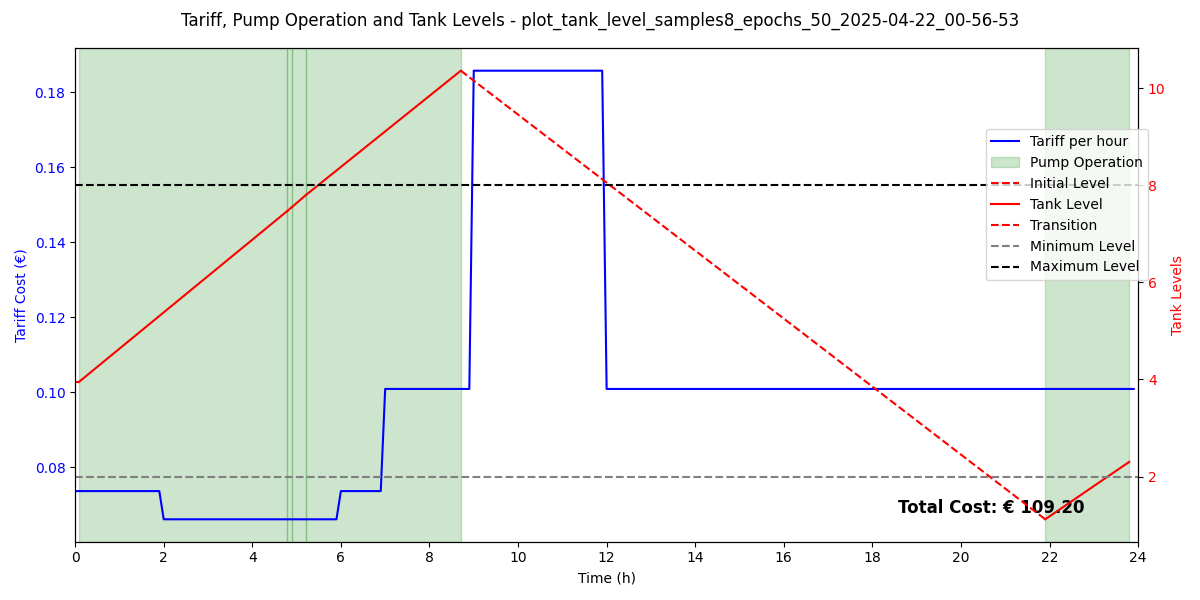 Tariff, Pump Operation and Tank Levels - plot_tank_level_samples8_epochs_50_2025-04-22_00-56-53
Tariff Cost (€)
0.18
0.16
0.14
0.12
0.10
0.08
Tariff per hour
Pump Operation
Initial Level
Tank Level
Transition
Minimum Level
Maximum Level
10
8
6
4
2
Tank Levels
Total Cost: € 109.20
0 2 4 6 8 10 12 14 16 18 20 22 24
Time (h)